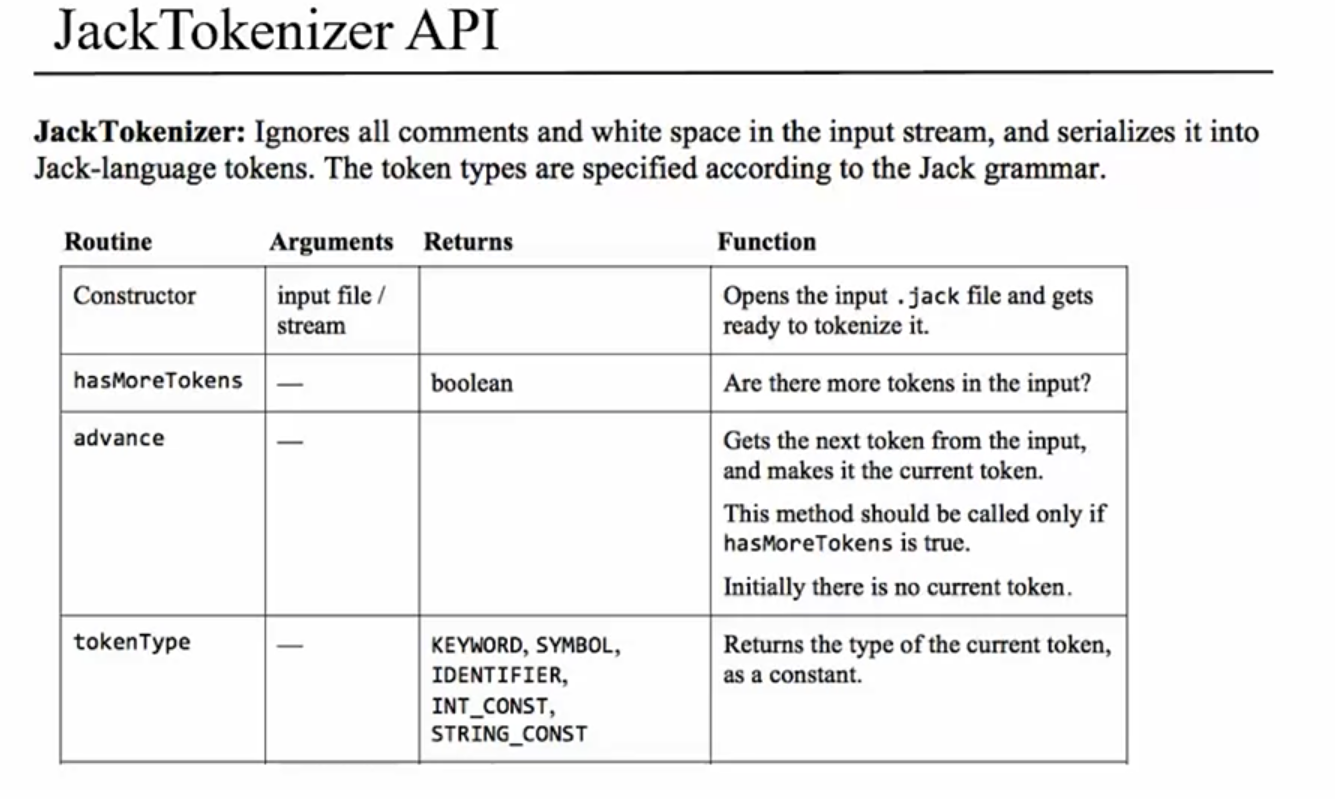 JackTokenizer API
JackTokenizer: Ignores all comments and white space in the input stream, and serializes it into
Jack-language tokens. The token types are specified according to the Jack grammar.
Routine Arguments Returns Function
Constructor input file / Opens the input .jack file and gets
stream ready to tokenize it.
hasMoreTokens — boolean Are there more tokens in the input?
advance — Gets the next token from the input,
and makes it the current token.
This method should be called only if
hasMoreTokens is true.
Initially there is no current token.
tokenType — KEYWORD, SYMBOL, Returns the type of the current token,
IDENTIFIER, as a constant.
INT_CONST,
STRING_CONST